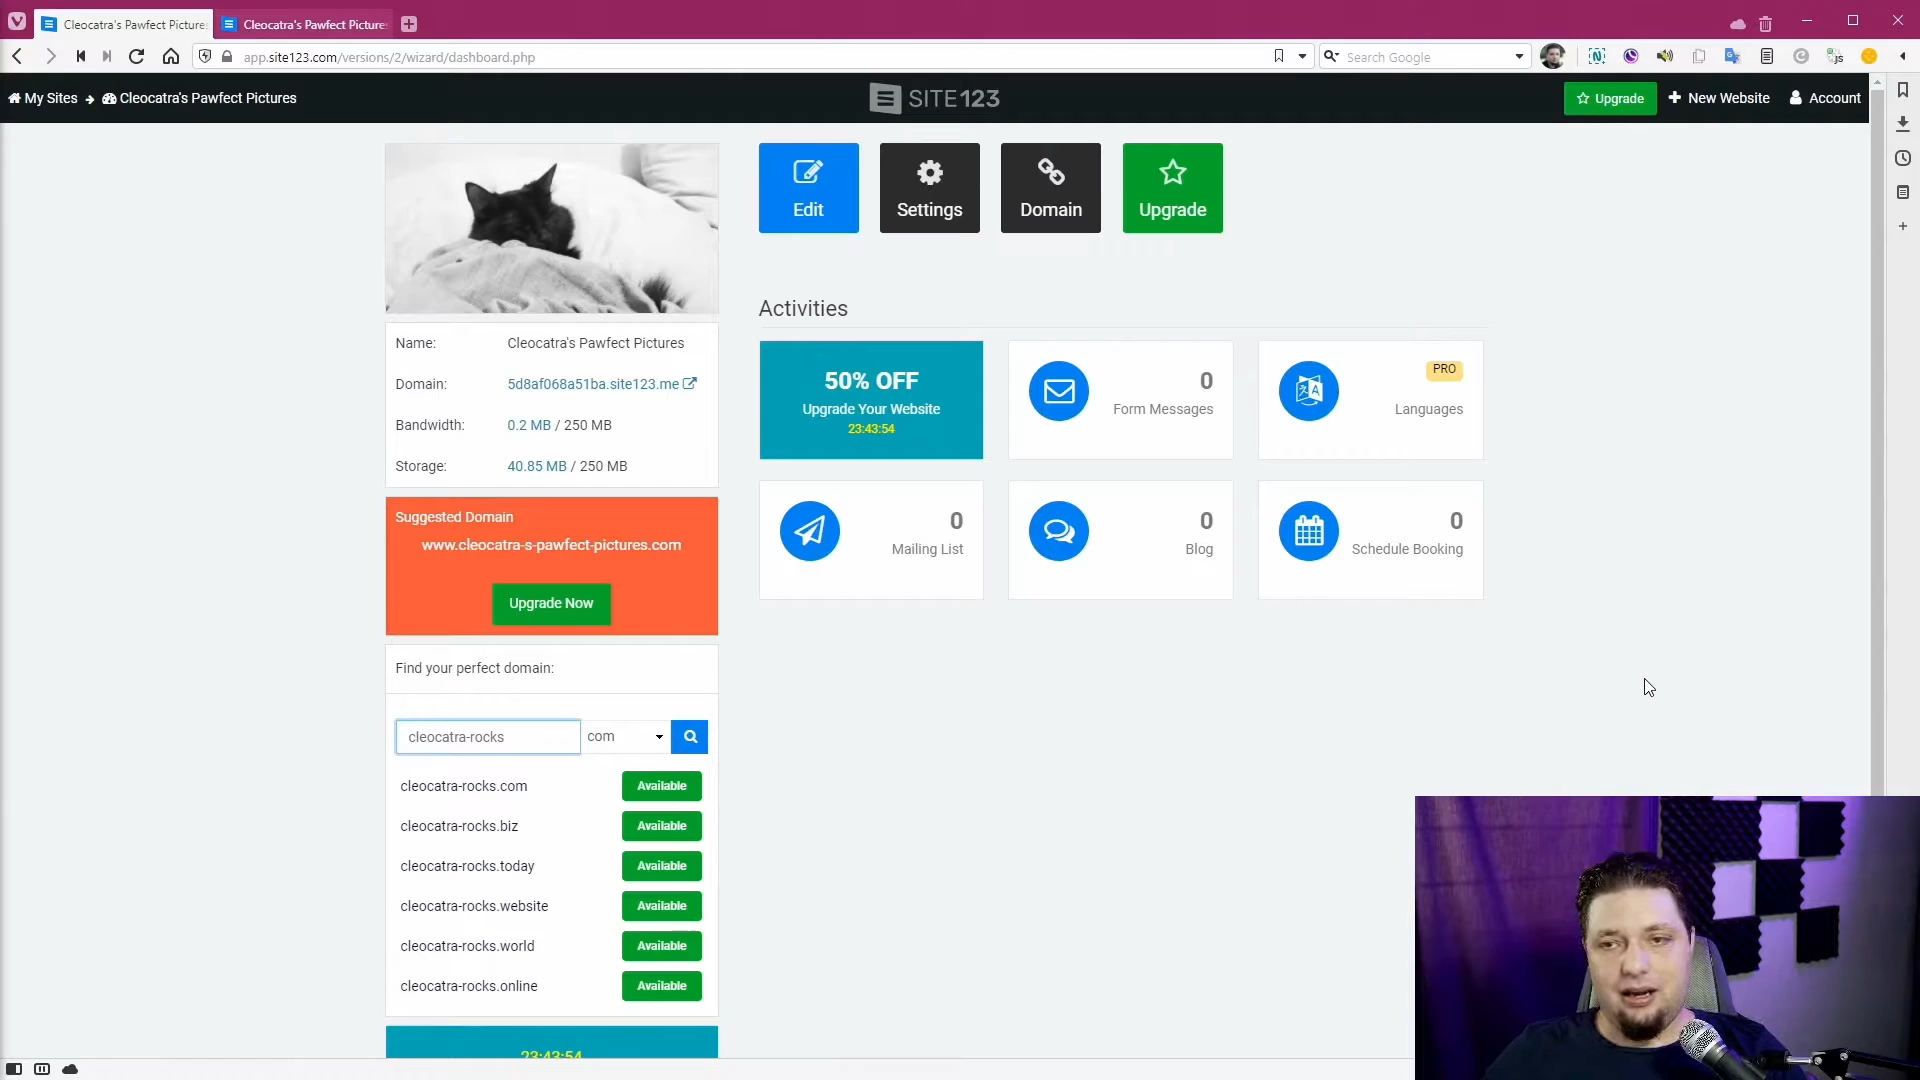 Cleocatra's Pawfect Picture
Cleocatra's Pawfect Picture
app.site123.com/versions/2/wizard/dashboard.php
Search Google
My Sites
Cleocatra's Pawfect Pictures
SITE123
Upgrade
New Website
Account
Edit
Settings
Domain
Upgrade
Name:
Cleocatra's Pawfect Pictures
Domain:
5d8af068a51ba.site123.me
Bandwidth:
0.2 MB / 250 MB
Storage:
40.85 MB / 250 MB
Activities
50% OFF
Upgrade Your Website
23:43:54
0
Form Messages
PRO
Languages
0
Mailing List
0
Blog
0
Schedule Booking
Suggested Domain
www.cleocatra-s-pawfect-pictures.com
Upgrade Now
Find your perfect domain:
cleocatra-rocks
com
cleocatra-rocks.com
Available
cleocatra-rocks.biz
Available
cleocatra-rocks.today
Available
cleocatra-rocks.website
Available
cleocatra-rocks.world
Available
cleocatra-rocks.online
Available
23:43:54